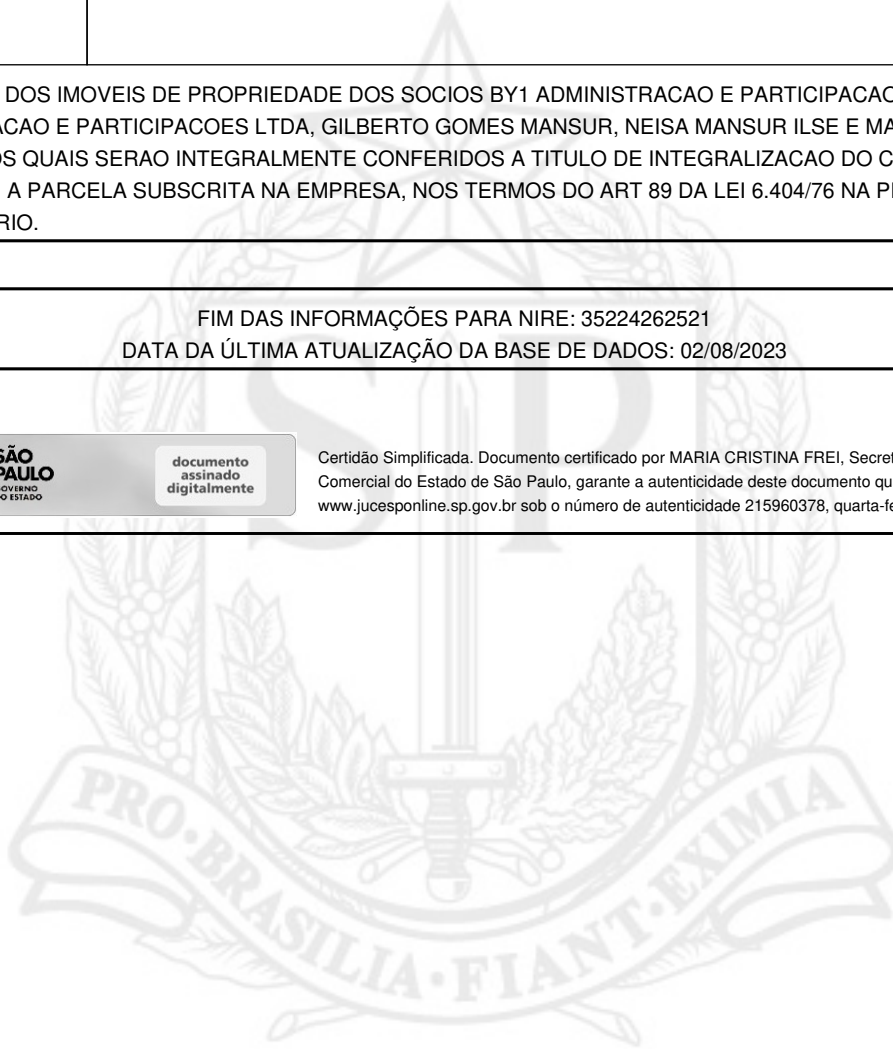 DOS IMOVEIS DE PROPRIEDADE DOS SOCIOS BY1 ADMINISTRACAO E PARTICIPACAO
ACAO E PARTICIPACOES LTDA, GILBERTO GOMES MANSUR, NEISA MANSUR ILSE E MA
OS QUAIS SERAO INTEGRALMENTE CONFERIDOS A TITULO DE INTEGRALIZACAO DO C
A PARCELA SUBSCRITA NA EMPRESA, NOS TERMOS DO ART 89 DA LEI 6.404/76 NA
RIO.
FIM DAS INFORMAÇÕES PARA NIRE: 35224262521
DATA DA ÚLTIMA ATUALIZAÇÃO DA BASE DE DADOS: 02/08/2023
SÃO
PAULO
GOVERNO
DO ESTADO
documento
assinado
digitalmente
Certidão Simplificada. Documento certificado por MARIA CRISTINA FREI, Secret
Comercial do Estado de São Paulo, garante a autenticidade deste documento qu
www.jucesponline.sp.gov.br sob o número de autenticidade 215960378, quarta-fe
SP
PRO·BRASILIA·FIANT·EXIMIA